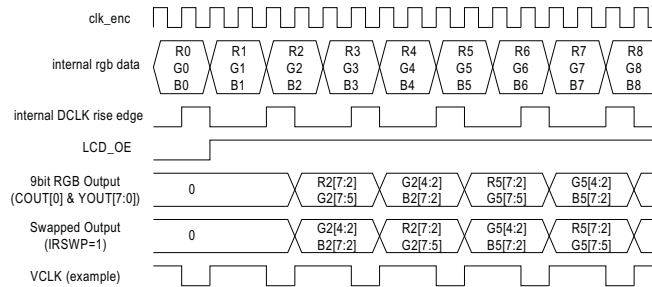 clk_enc
internal rgb data
R0 R1 R2 R3 R4 R5 R6 R7 R8
G0 G1 G2 G3 G4 G5 G6 G7 G8
B0 B1 B2 B3 B4 B5 B6 B7 B8
internal DCLK rise edge
LCD_OE
9bit RGB Output
(COUT[0] & YOUT[7:0])
0
R2[7:2] G2[4:2] R5[7:2] G5[4:2]
G2[7:5] B2[7:2] G5[7:5] B5[7:2]
Swapped Output
(IRSWP=1)
0
G2[4:2] R2[7:2] G5[4:2] R5[7:2]
B2[7:2] G2[7:5] B5[7:2] G5[7:5]
VCLK (example)